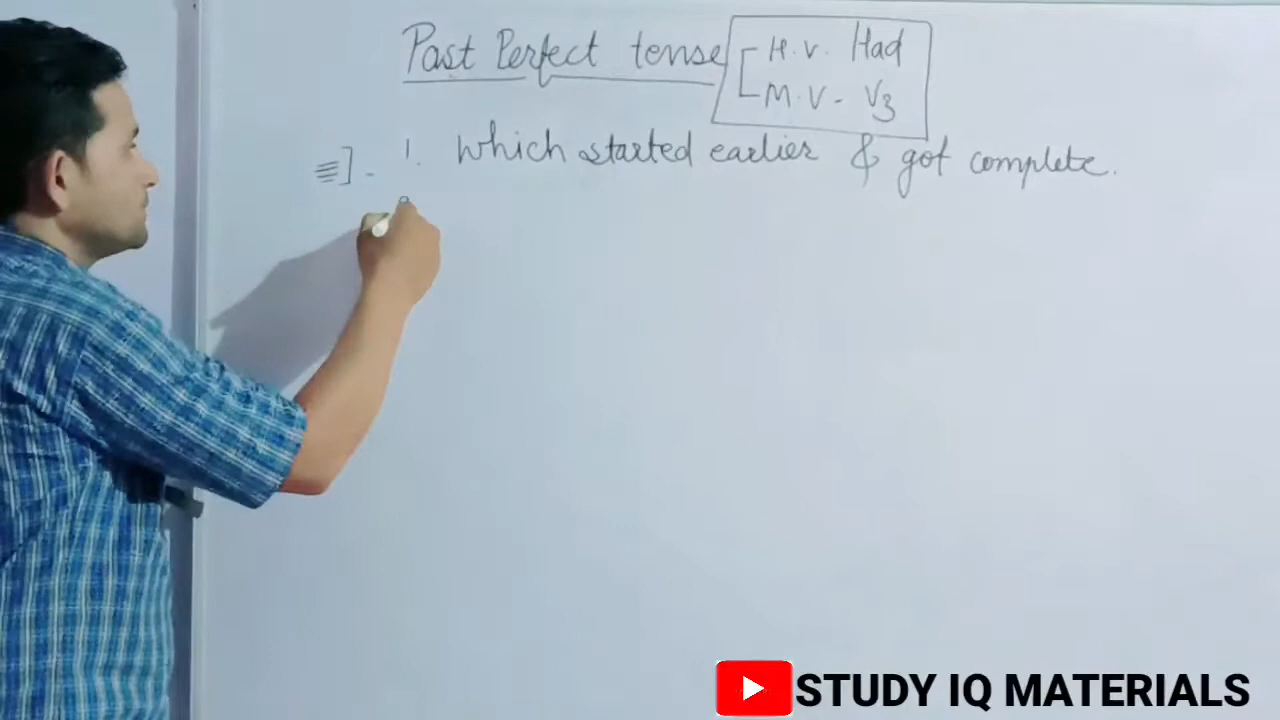 Past Perfect tense
H.V. Had
M.V - V3
1. which started earlier & got complete.
STUDY IQ MATERIALS